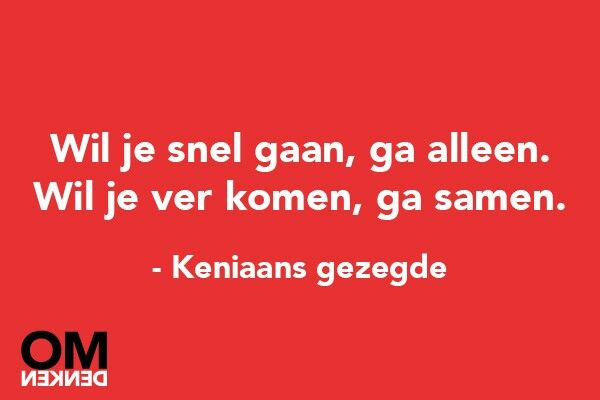 Wil je snel gaan, ga alleen.
Wil je ver komen, ga samen.
- Keniaans gezegde
OM
DENKEN